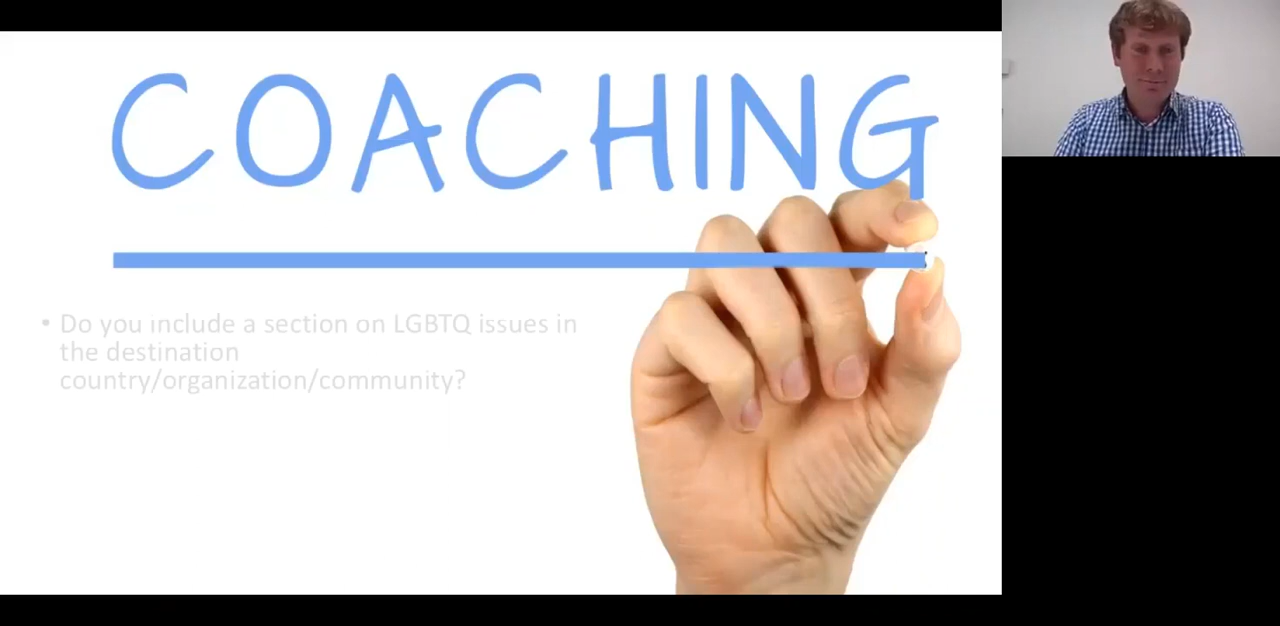 COACHING
• Do you include a section on LGBTQ issues in
the destination
country/organization/community?